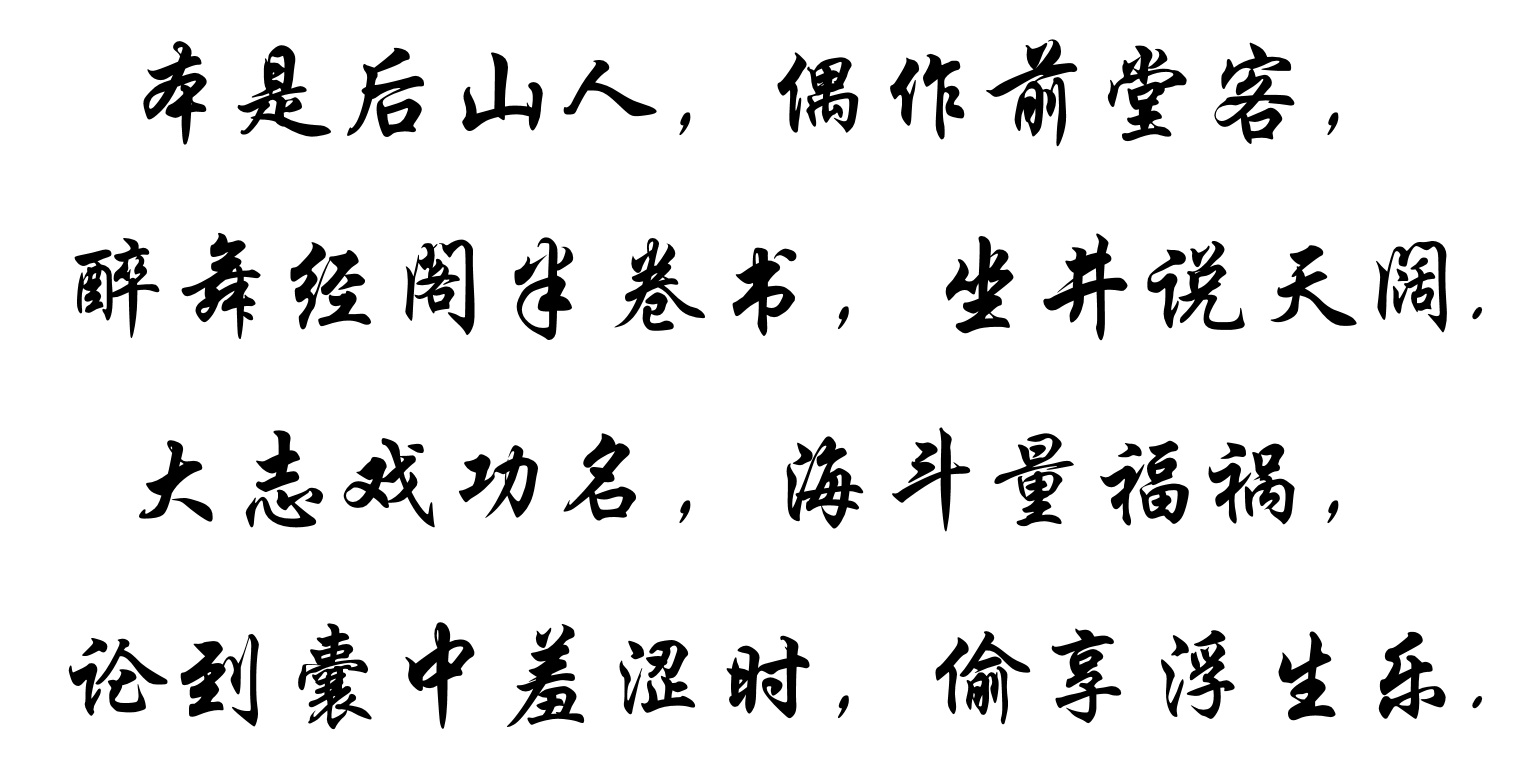 本是后山人，偶作前堂客，
醉舞经阁半卷书，坐井说天阔.
大志戏功名，海斗量福祸，
论到囊中羞涩时，偷享浮生乐.